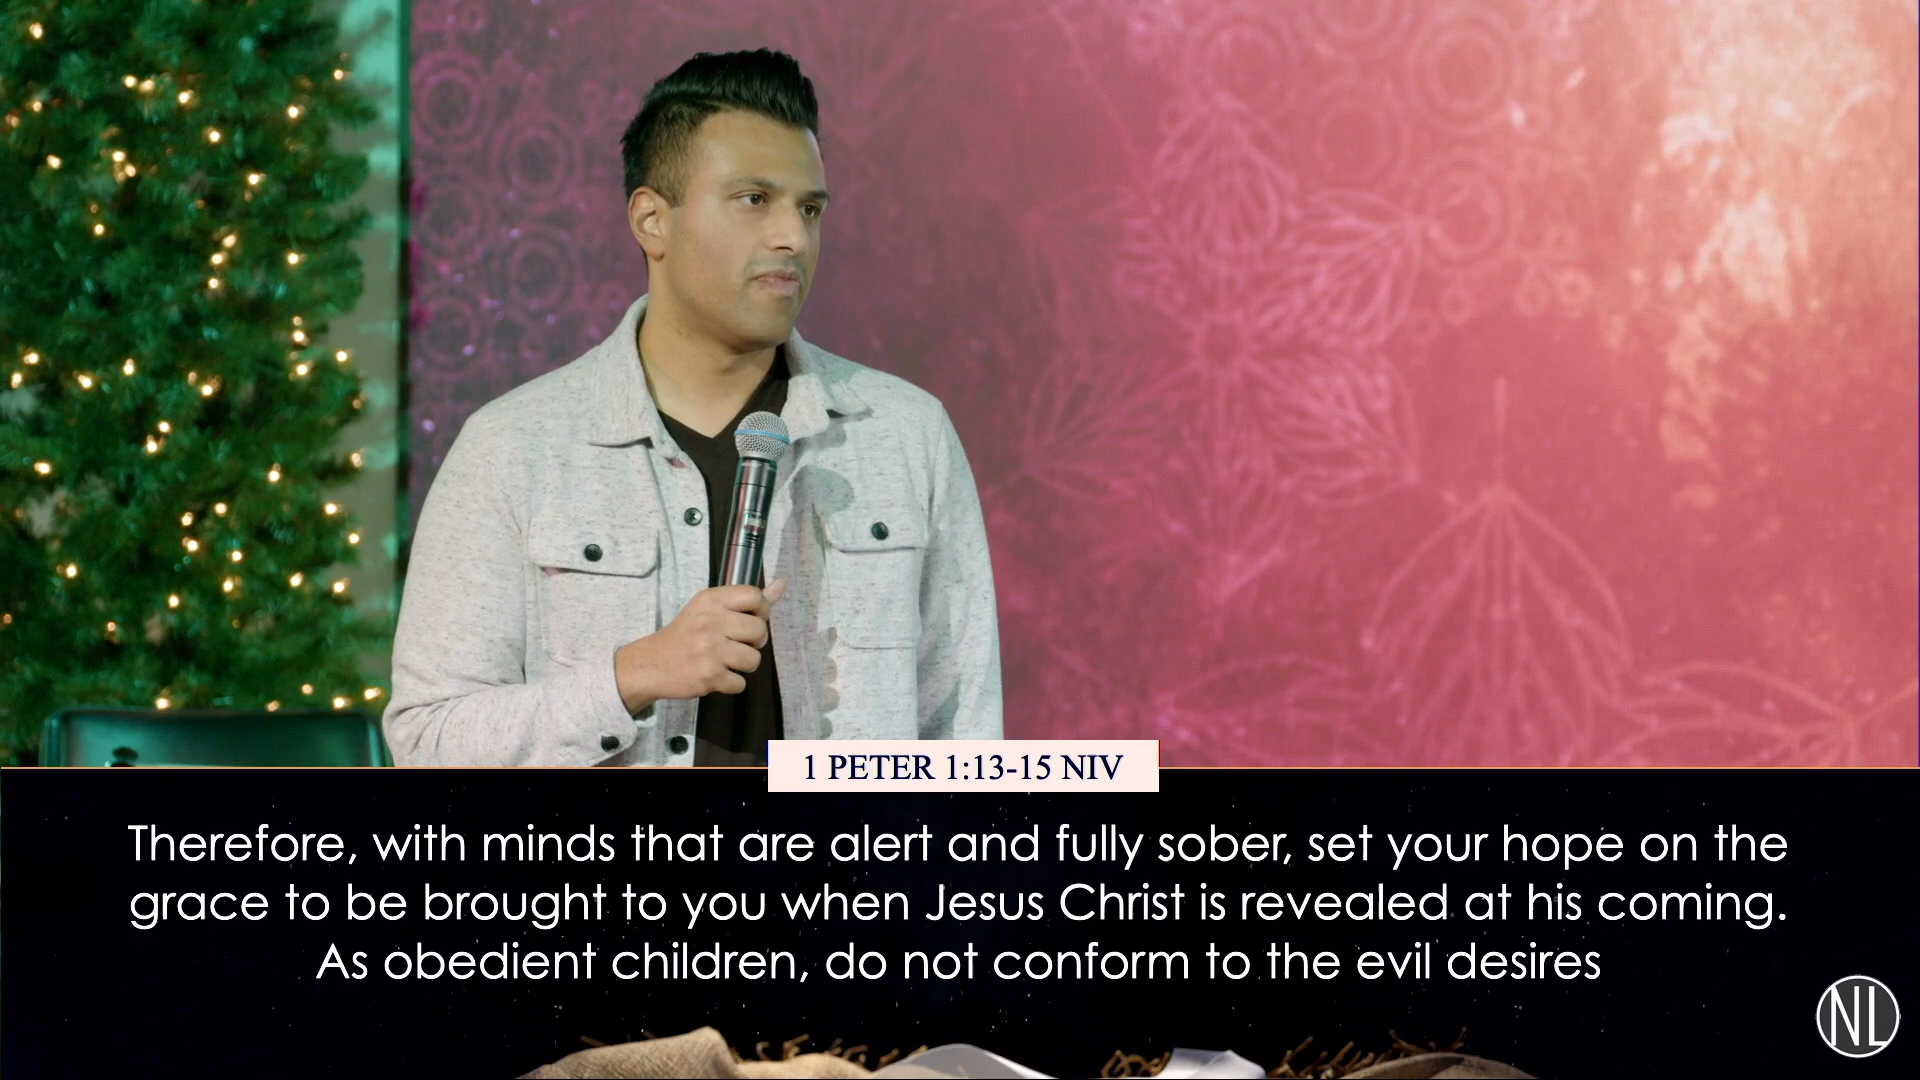 1 PETER 1:13-15 NIV
Therefore, with minds that are alert and fully sober, set your hope on the
grace to be brought to you when Jesus Christ is revealed at his coming.
As obedient children, do not conform to the evil desires
NL